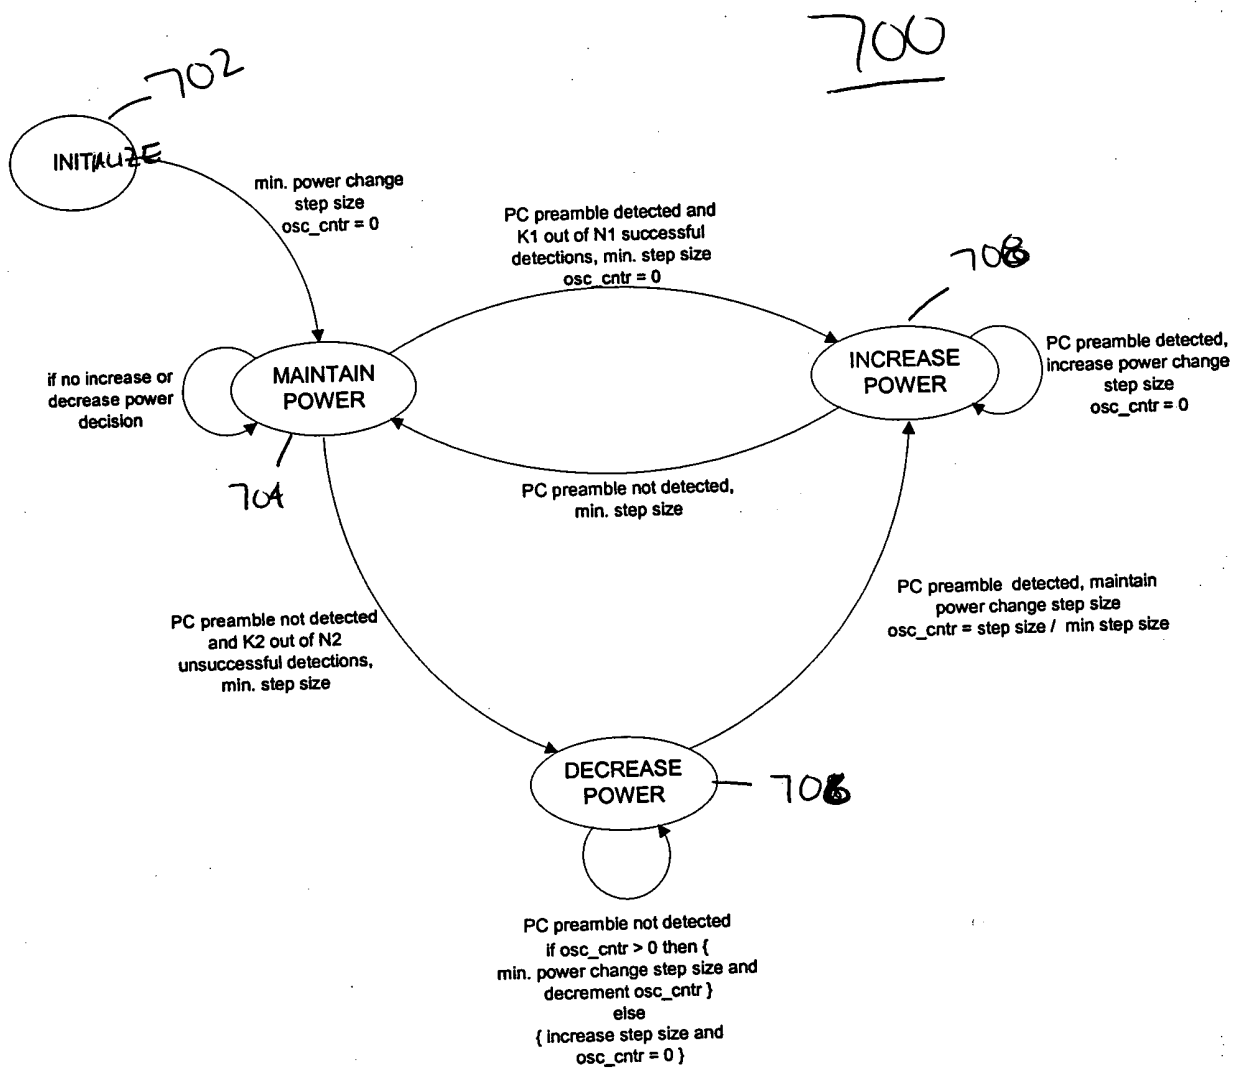 700
702
INITIALIZE
min. power change
step size
osc_cntr = 0
PC preamble detected and
K1 out of N1 successful
detections, min. step size
osc_cntr = 0
708
if no increase or
decrease power
decision
MAINTAIN
POWER
INCREASE
POWER
PC preamble detected,
increase power change
step size
osc_cntr = 0
704
PC preamble not detected,
min. step size
PC preamble not detected
and K2 out of N2
unsuccessful detections,
min. step size
PC preamble detected, maintain
power change step size
osc_cntr = step size / min step size
DECREASE
POWER
706
PC preamble not detected
if osc_cntr > 0 then {
min. power change step size and
decrement osc_cntr }
else
{ increase step size and
osc_cntr = 0 }